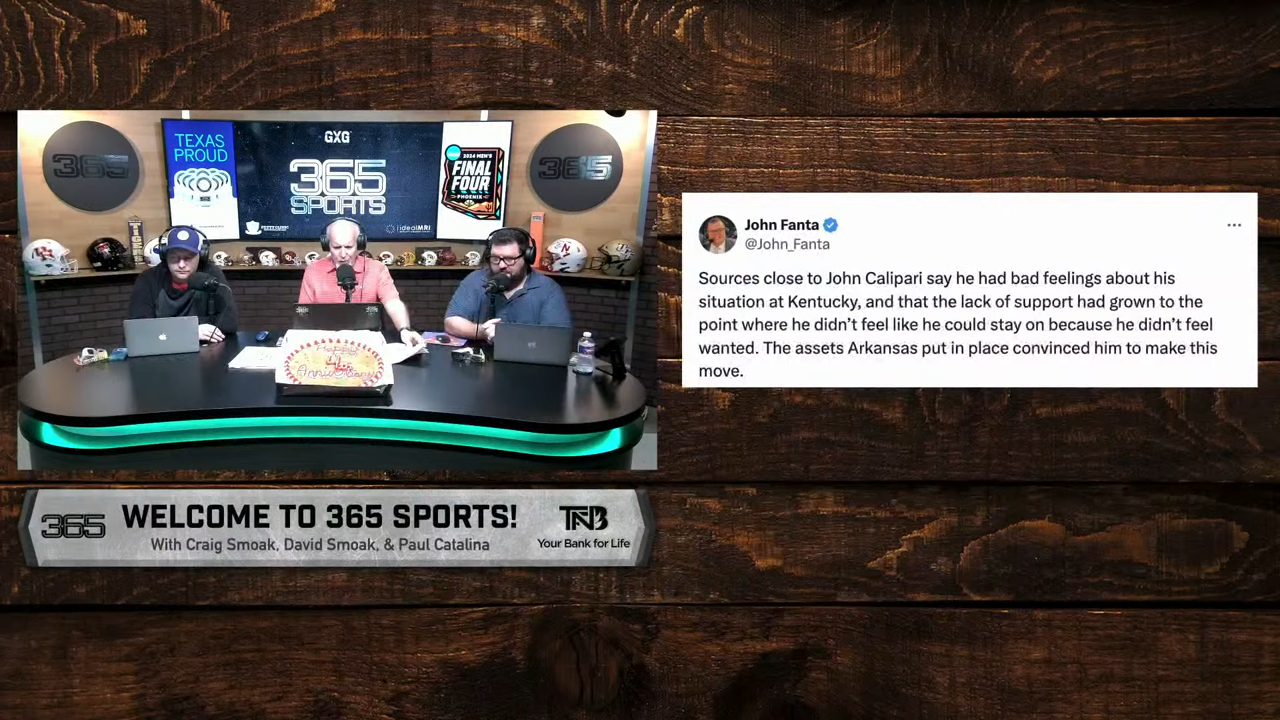 365
TEXAS
PROUD
GXG
365
SPORTS
idealMRI
2024 MEN'S
FINAL
FOUR
PHOENIX
365
TIGERS
John Fanta
@John_Fanta
Sources close to John Calipari say he had bad feelings about his
situation at Kentucky, and that the lack of support had grown to the
point where he didn't feel like he could stay on because he didn't feel
wanted. The assets Arkansas put in place convinced him to make this
move.
365
WELCOME TO 365 SPORTS!
With Craig Smoak, David Smoak, & Paul Catalina
TFNB
Your Bank for Life